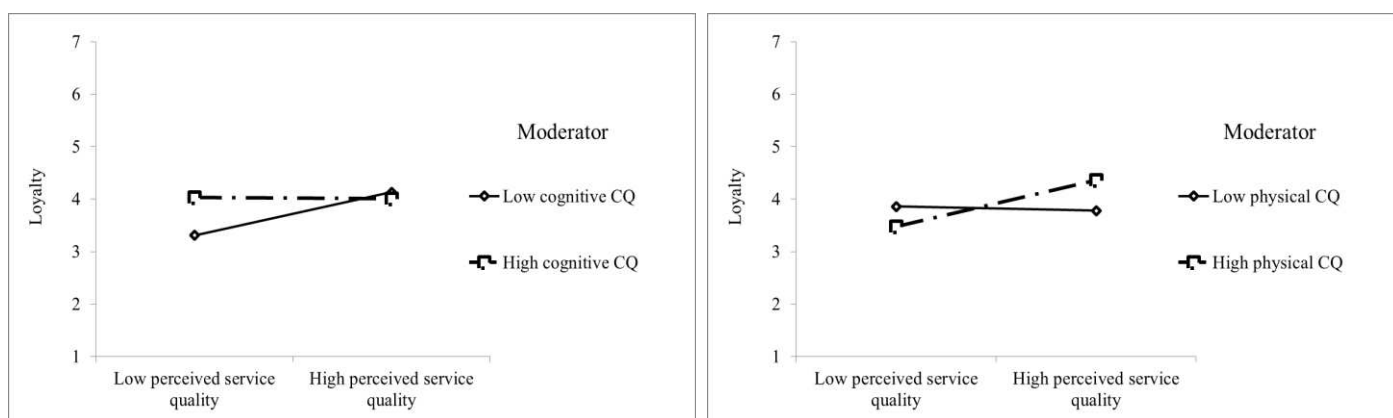 7
6
5
4
3
2
1
Loyalty
Moderator
Low cognitive CQ
High cognitive CQ
Low perceived service
quality
High perceived service
quality
7
6
5
4
3
2
1
Loyalty
Moderator
Low physical CQ
High physical CQ
Low perceived service
quality
High perceived service
quality